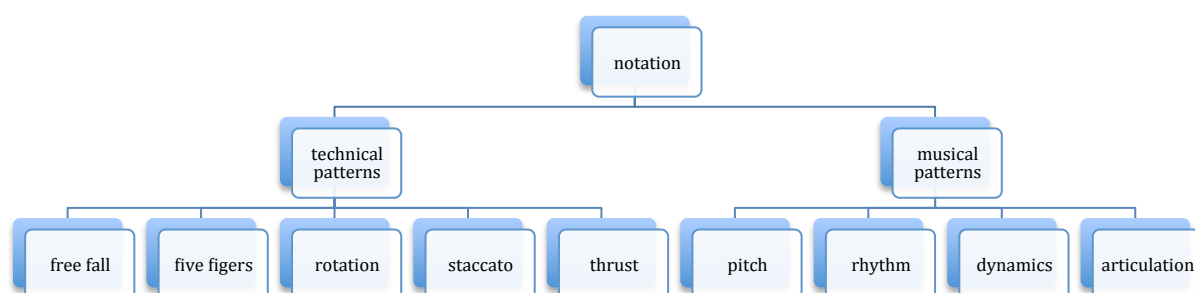 notation
technical
patterns
musical
patterns
free fall
five figers
rotation
staccato
thrust
pitch
rhythm
dynamics
articulation